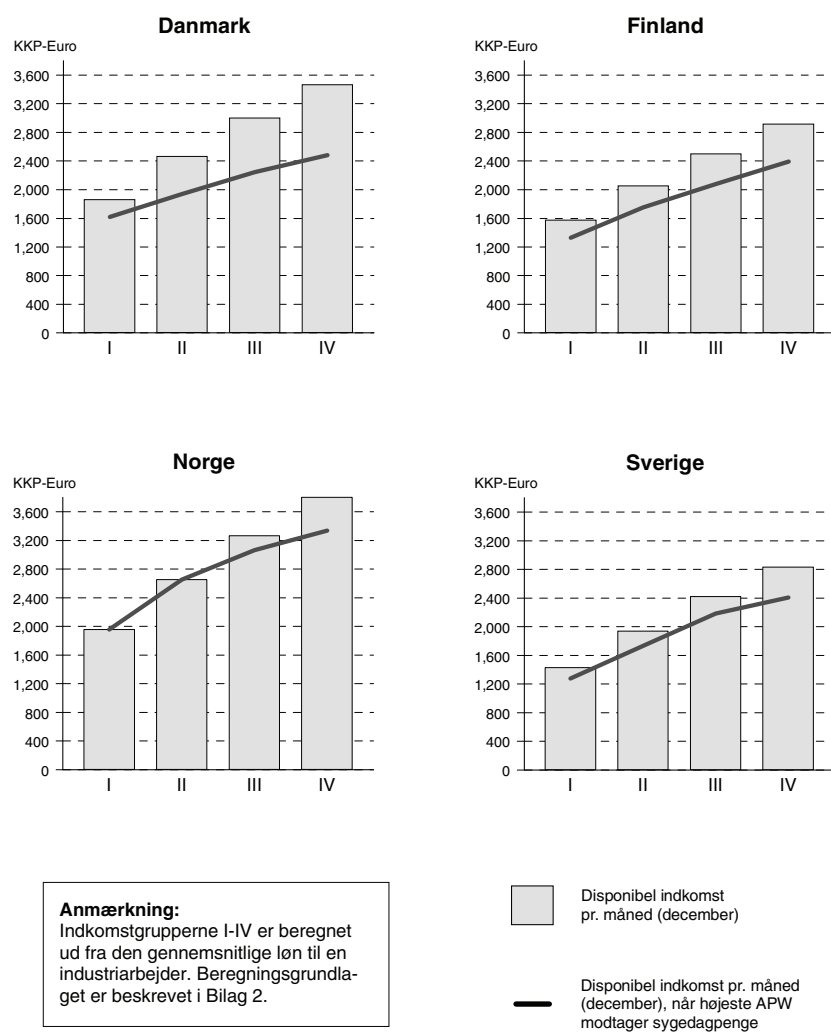 Danmark
KKP-Euro
3,600
3,200
2,800
2,400
2,000
1,600
1,200
800
400
0
I II III IV
Finland
KKP-Euro
3,600
3,200
2,800
2,400
2,000
1,600
1,200
800
400
0
I II III IV
Norge
KKP-Euro
3,600
3,200
2,800
2,400
2,000
1,600
1,200
800
400
0
I II III IV
Sverige
KKP-Euro
3,600
3,200
2,800
2,400
2,000
1,600
1,200
800
400
0
I II III IV
Anmærkning:
Indkomstgrupperne I-IV er beregnet
ud fra den gennemsnitlige løn til en
industriarbejder. Beregningsgrundla-
get er beskrevet i Bilag 2.
Disponibel indkomst
pr. måned (december)
Disponibel indkomst pr. måned
(december), når højeste APW
modtager sygedagpenge